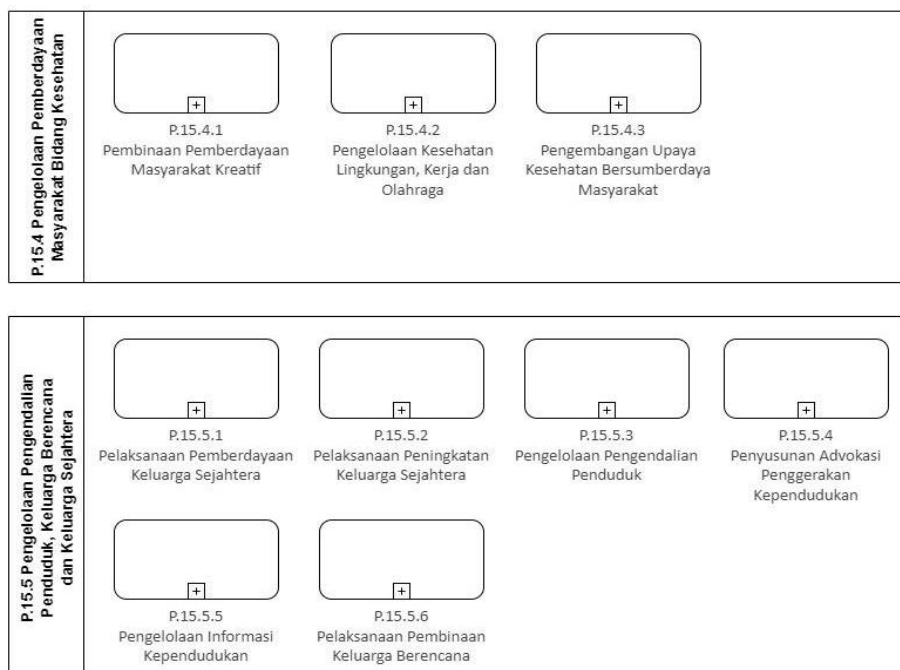 P.15.4 Pengelolaan Pemberdayaan
Masyarakat Bidang Kesehatan
P.15.4.1
Pembinaan Pemberdayaan
Masyarakat Kreatif
P.15.4.2
Pengelolaan Kesehatan
Lingkungan, Kerja dan
Olahraga
P.15.4.3
Pengembangan Upaya
Kesehatan Bersumberdaya
Masyarakat
P.15.5 Pengelolaan Pengendalian
Penduduk, Keluarga Berencana
dan Keluarga Sejahtera
P.15.5.1
Pelaksanaan Pemberdayaan
Keluarga Sejahtera
P.15.5.2
Pelaksanaan Peningkatan
Keluarga Sejahtera
P.15.5.3
Pengelolaan Pengendalian
Penduduk
P.15.5.4
Penyusunan Advokasi
Penggerakan
Kependudukan
P.15.5.5
Pengelolaan Informasi
Kependudukan
P.15.5.6
Pelaksanaan Pembinaan
Keluarga Berencana